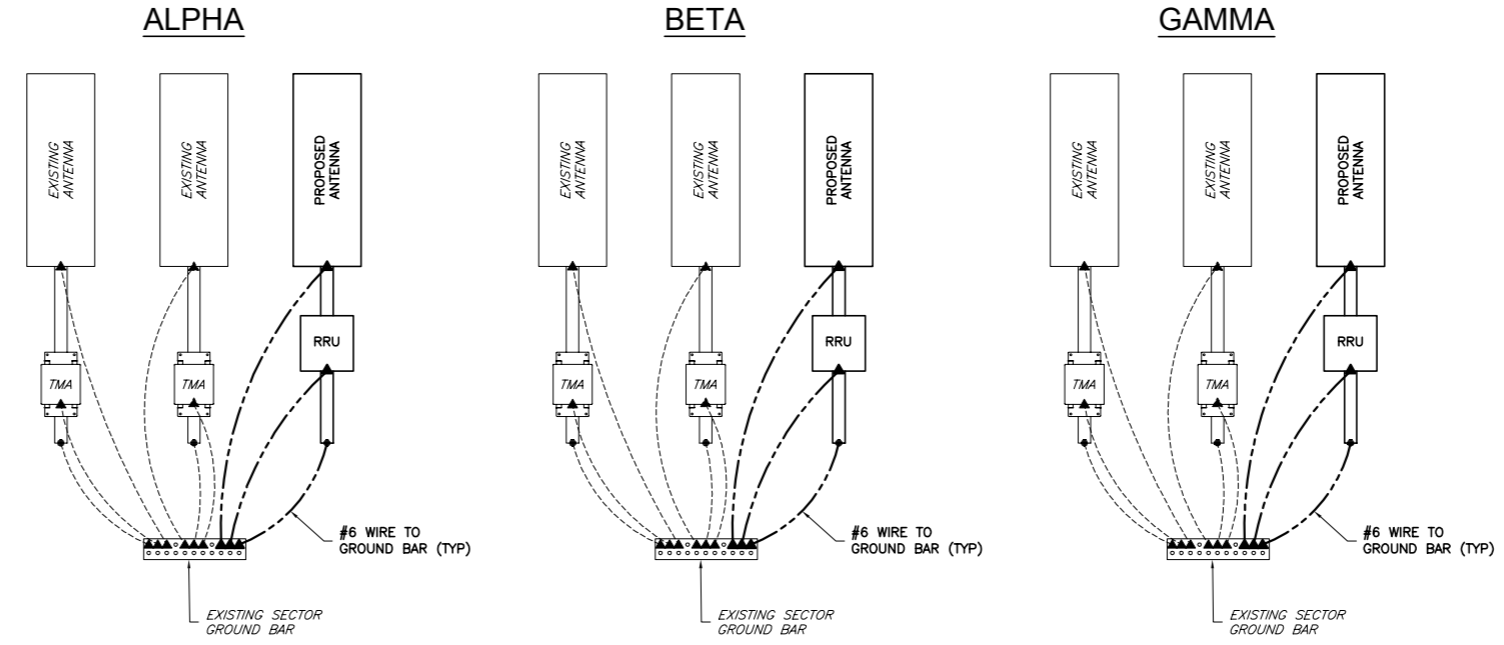 ALPHA
EXISTING
ANTENNA
EXISTING
ANTENNA
PROPOSED
ANTENNA
TMA
TMA
RRU
#6 WIRE TO
GROUND BAR (TYP)
EXISTING SECTOR
GROUND BAR
BETA
EXISTING
ANTENNA
EXISTING
ANTENNA
PROPOSED
ANTENNA
TMA
TMA
RRU
#6 WIRE TO
GROUND BAR (TYP)
EXISTING SECTOR
GROUND BAR
GAMMA
EXISTING
ANTENNA
EXISTING
ANTENNA
PROPOSED
ANTENNA
TMA
TMA
RRU
#6 WIRE TO
GROUND BAR (TYP)
EXISTING SECTOR
GROUND BAR